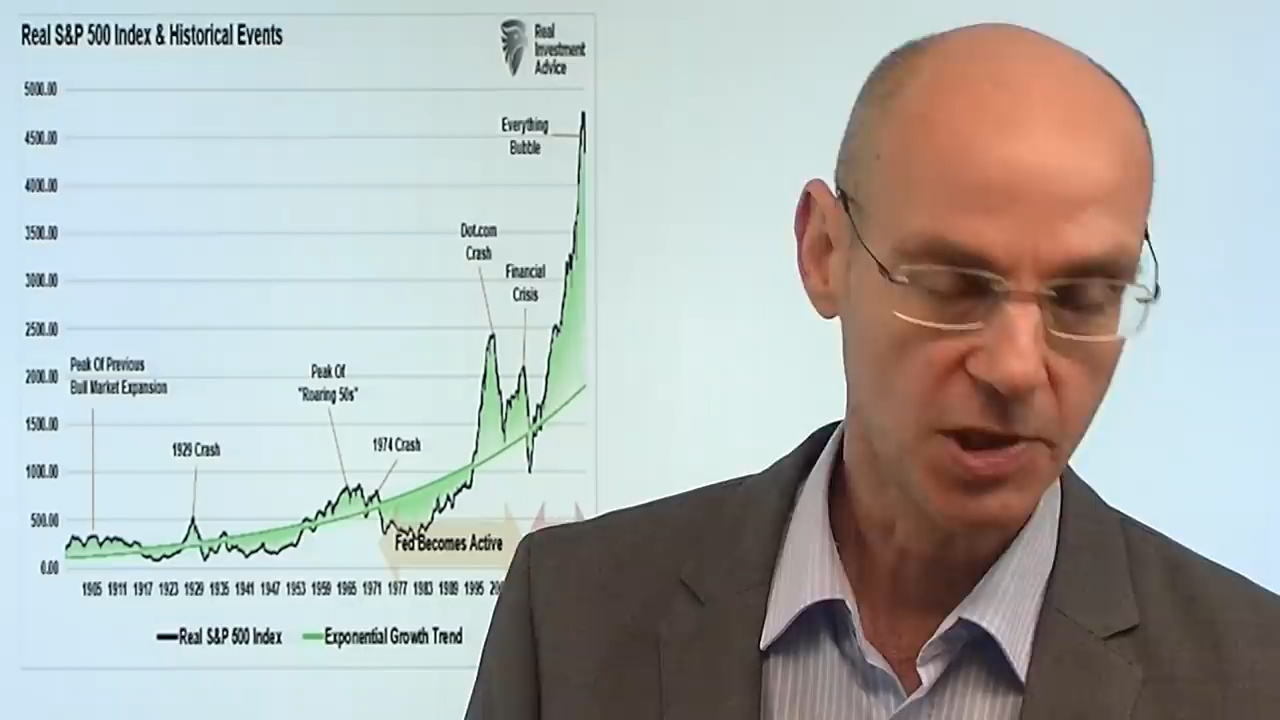 Real S&P 500 Index & Historical Events
Real
Investment
Advice
5000.00
4500.00
4000.00
3500.00
3000.00
2500.00
2000.00
1500.00
1000.00
500.00
0.00
Everything
Bubble
Dot.com
Crash
Financial
Crisis
Peak Of Previous
Bull Market Expansion
Peak Of
"Roaring 50s"
1929 Crash
1974 Crash
Fed Becomes Active
1905 1911 1917 1923 1929 1935 1941 1947 1953 1959 1965 1971 1977 1983 1989 1995
Real S&P 500 Index Exponential Growth Trend